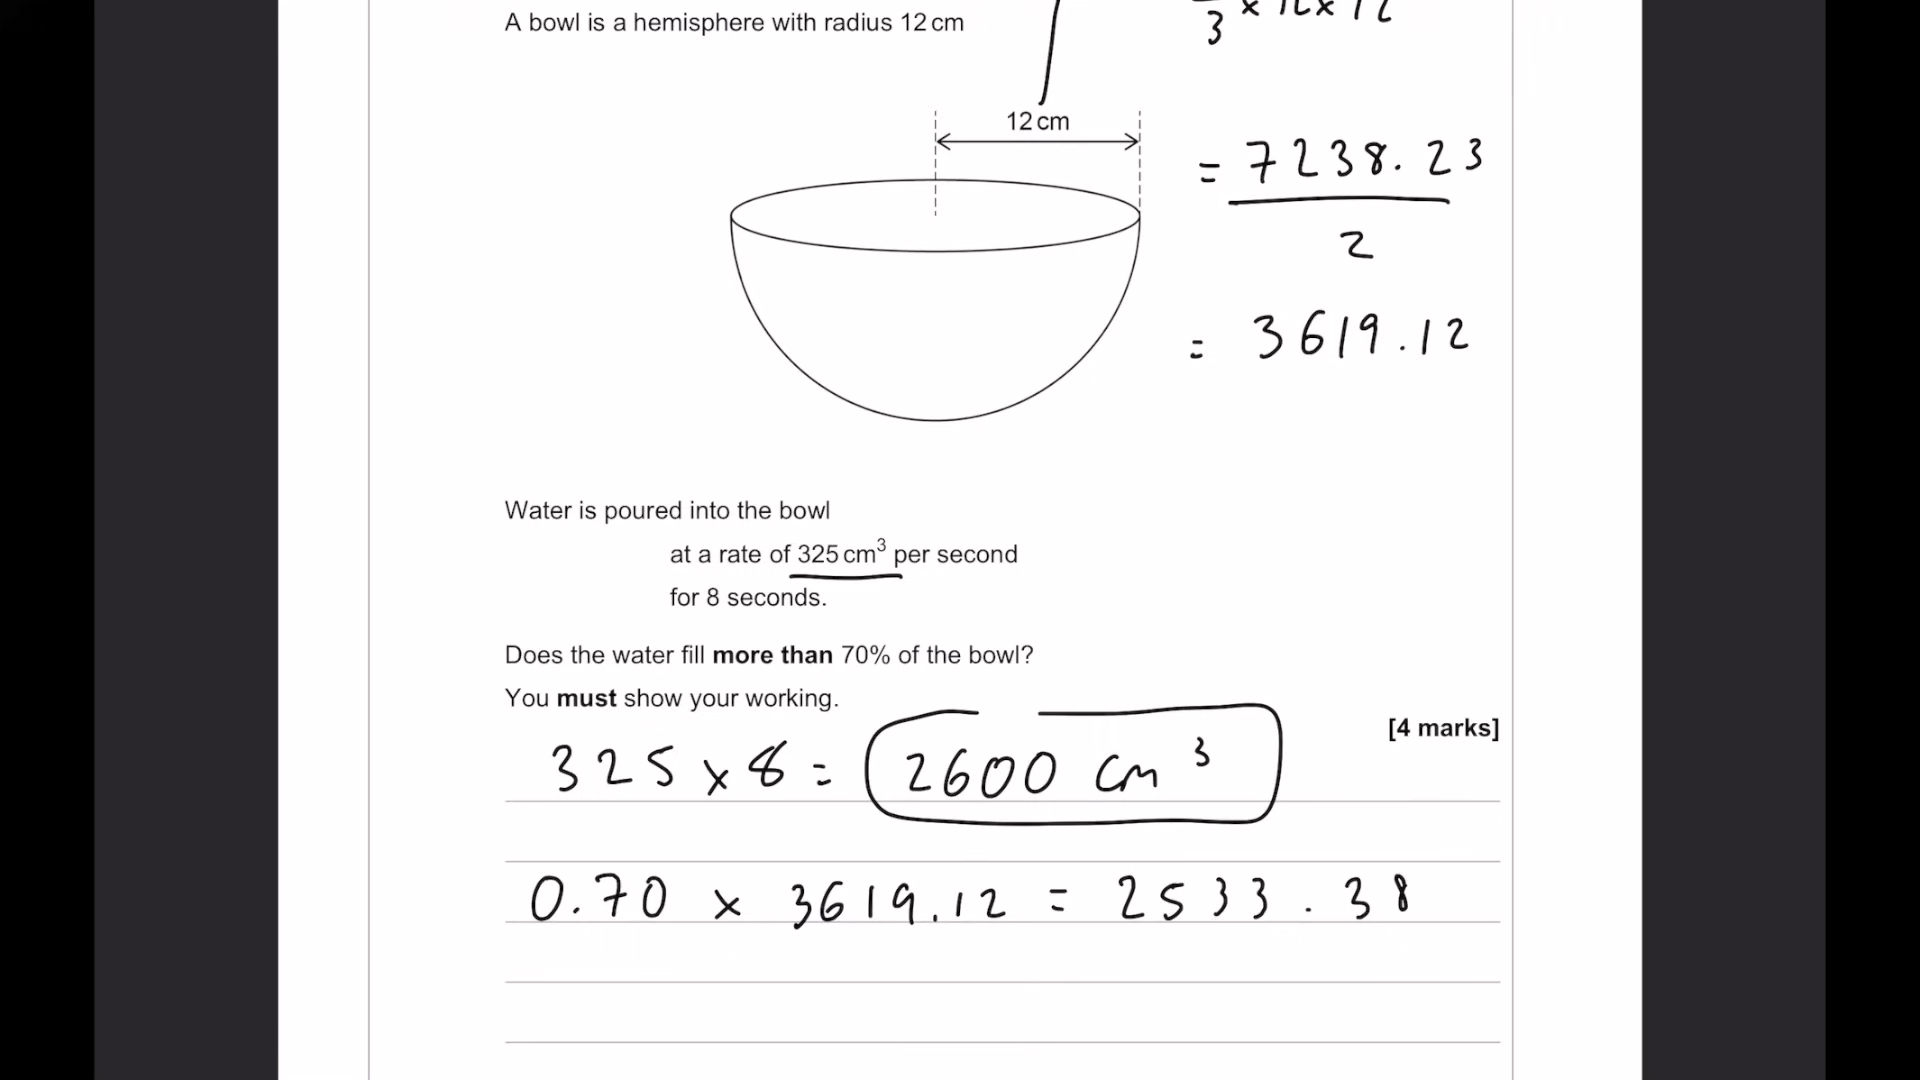 A bowl is a hemisphere with radius 12 cm
3 × π × 12
12 cm
= 7238.23
2
= 3619.12
Water is poured into the bowl
at a rate of 325 cm³ per second
for 8 seconds.
Does the water fill more than 70% of the bowl?
You must show your working.
[4 marks]
325 × 8 = 2600 cm³
0.70 × 3619.12 = 2533.38